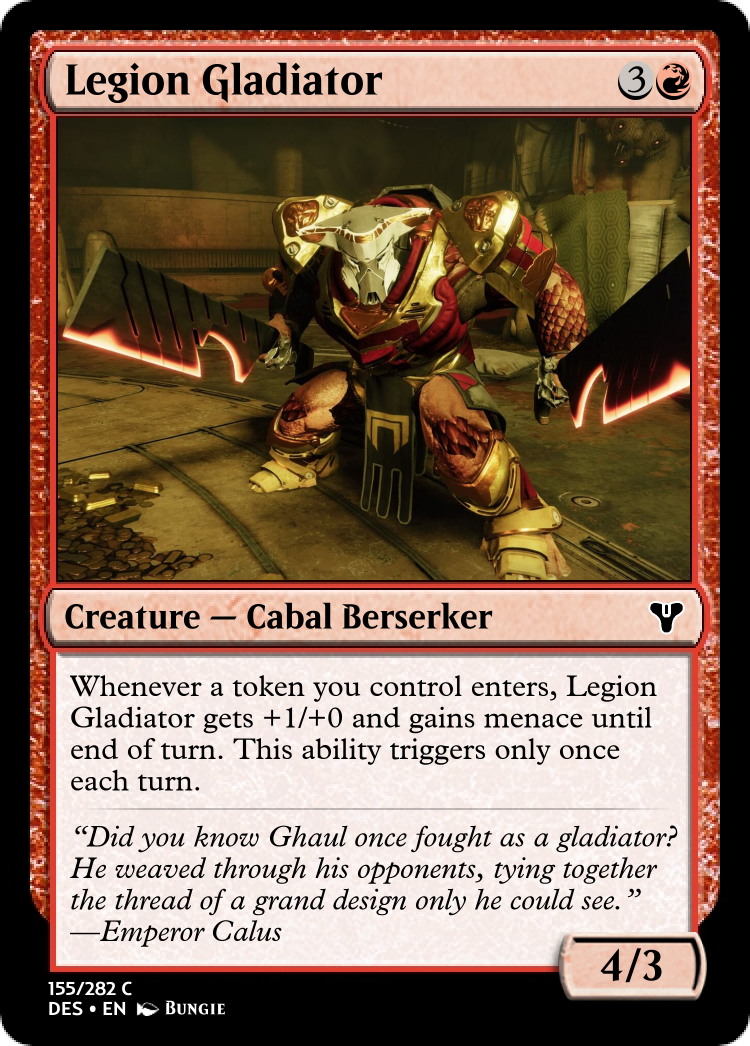 Legion Gladiator 3
Creature — Cabal Berserker
Whenever a token you control enters, Legion
Gladiator gets +1/+0 and gains menace until
end of turn. This ability triggers only once
each turn.
“Did you know Ghaul once fought as a gladiator?
He weaved through his opponents, tying together
the thread of a grand design only he could see.”
—Emperor Calus
4/3
155/282 C
DES • EN Bungie